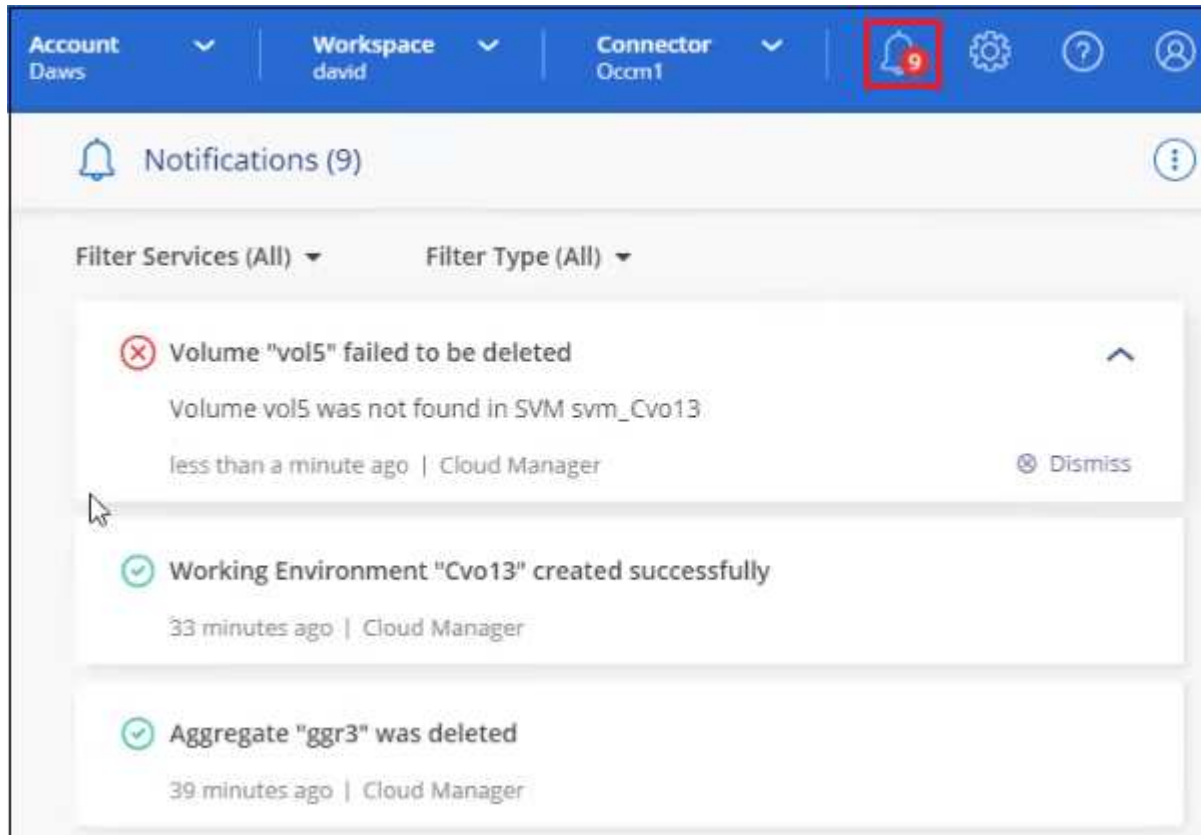 Account Workspace Connector
Daws david Occm1
9
?
Notifications (9)
Filter Services (All) Filter Type (All)
Volume "vol5" failed to be deleted
Volume vol5 was not found in SVM svm_Cvo13
less than a minute ago | Cloud Manager Dismiss
Working Environment "Cvo13" created successfully
33 minutes ago | Cloud Manager
Aggregate "ggr3" was deleted
39 minutes ago | Cloud Manager